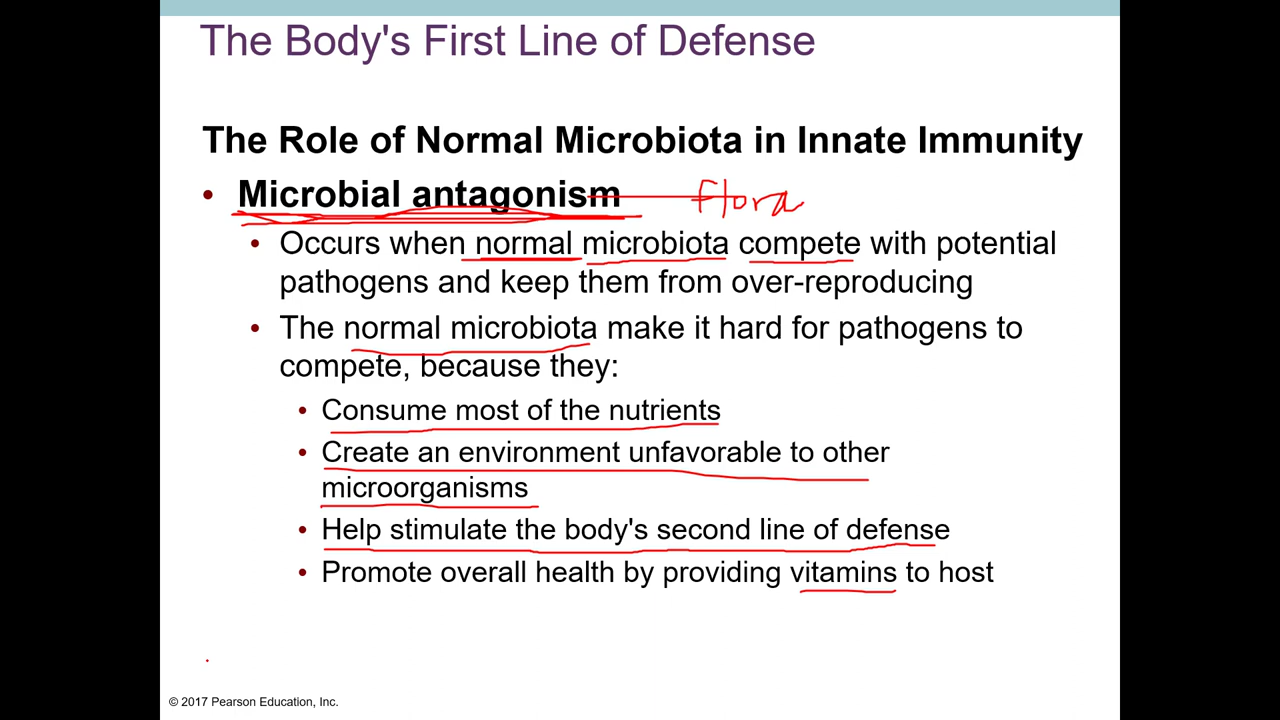 The Body's First Line of Defense
The Role of Normal Microbiota in Innate Immunity
• Microbial antagonism flora
• Occurs when normal microbiota compete with potential
pathogens and keep them from over-reproducing
• The normal microbiota make it hard for pathogens to
compete, because they:
• Consume most of the nutrients
• Create an environment unfavorable to other
microorganisms
• Help stimulate the body's second line of defense
• Promote overall health by providing vitamins to host
© 2017 Pearson Education, Inc.